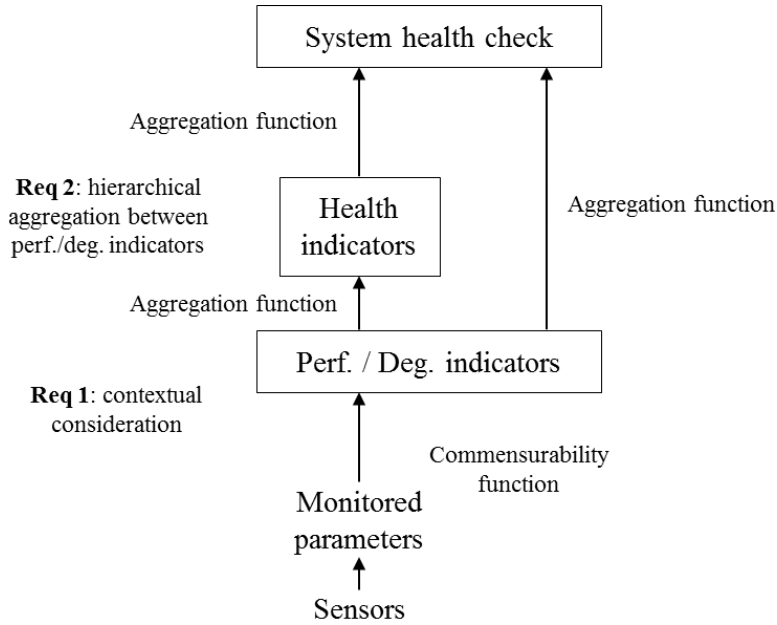 System health check
Aggregation function
Req 2: hierarchical
aggregation between
perf./deg. indicators
Health
indicators
Aggregation function
Aggregation function
Perf. / Deg. indicators
Req 1: contextual
consideration
Commensurability
function
Monitored
parameters
Sensors